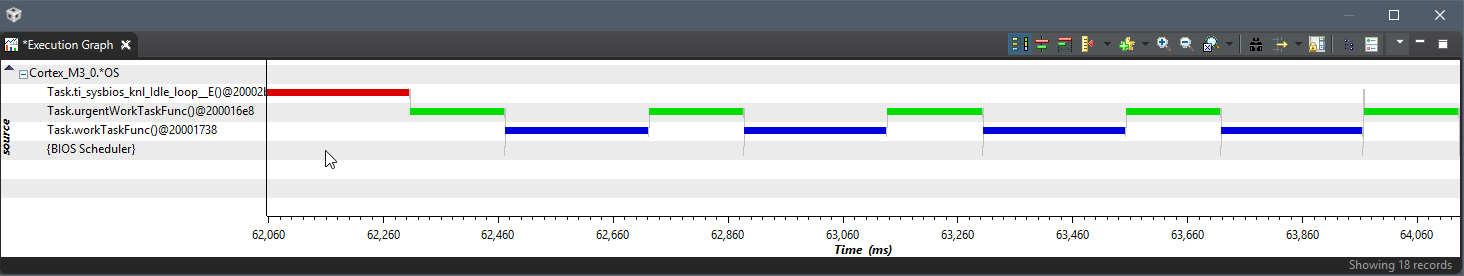 *Execution Graph
Cortex_M3_0.*OS
Task.ti_sysbios_knl_Idle_loop__E()@20002
Task.urgentWorkTaskFunc()@200016e8
Task.workTaskFunc()@20001738
{BIOS Scheduler}
source
62,060 62,260 62,460 62,660 62,860 63,060 63,260 63,460 63,660 63,860 64,060
Time (ms)
Showing 18 records